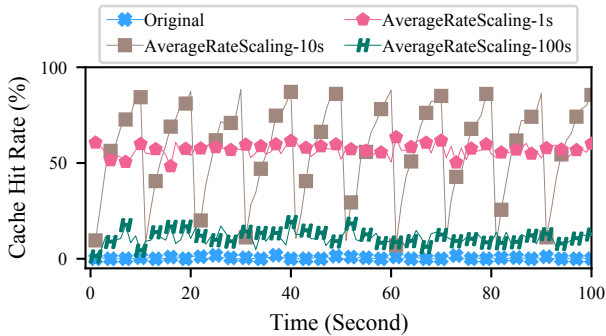 Original
AverageRateScaling-1s
AverageRateScaling-10s
AverageRateScaling-100s
100
50
0
Cache Hit Rate (%)
0 20 40 60 80 100
Time (Second)